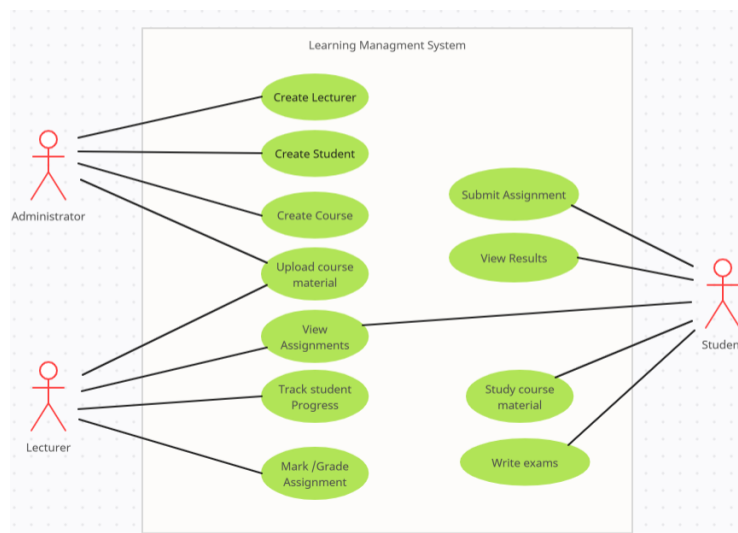 Learning Managment System
Create Lecturer
Create Student
Create Course
Upload course
material
View
Assignments
Track student
Progress
Mark /Grade
Assignment
Submit Assignment
View Results
Study course
material
Write exams
Administrator
Lecturer
Studen